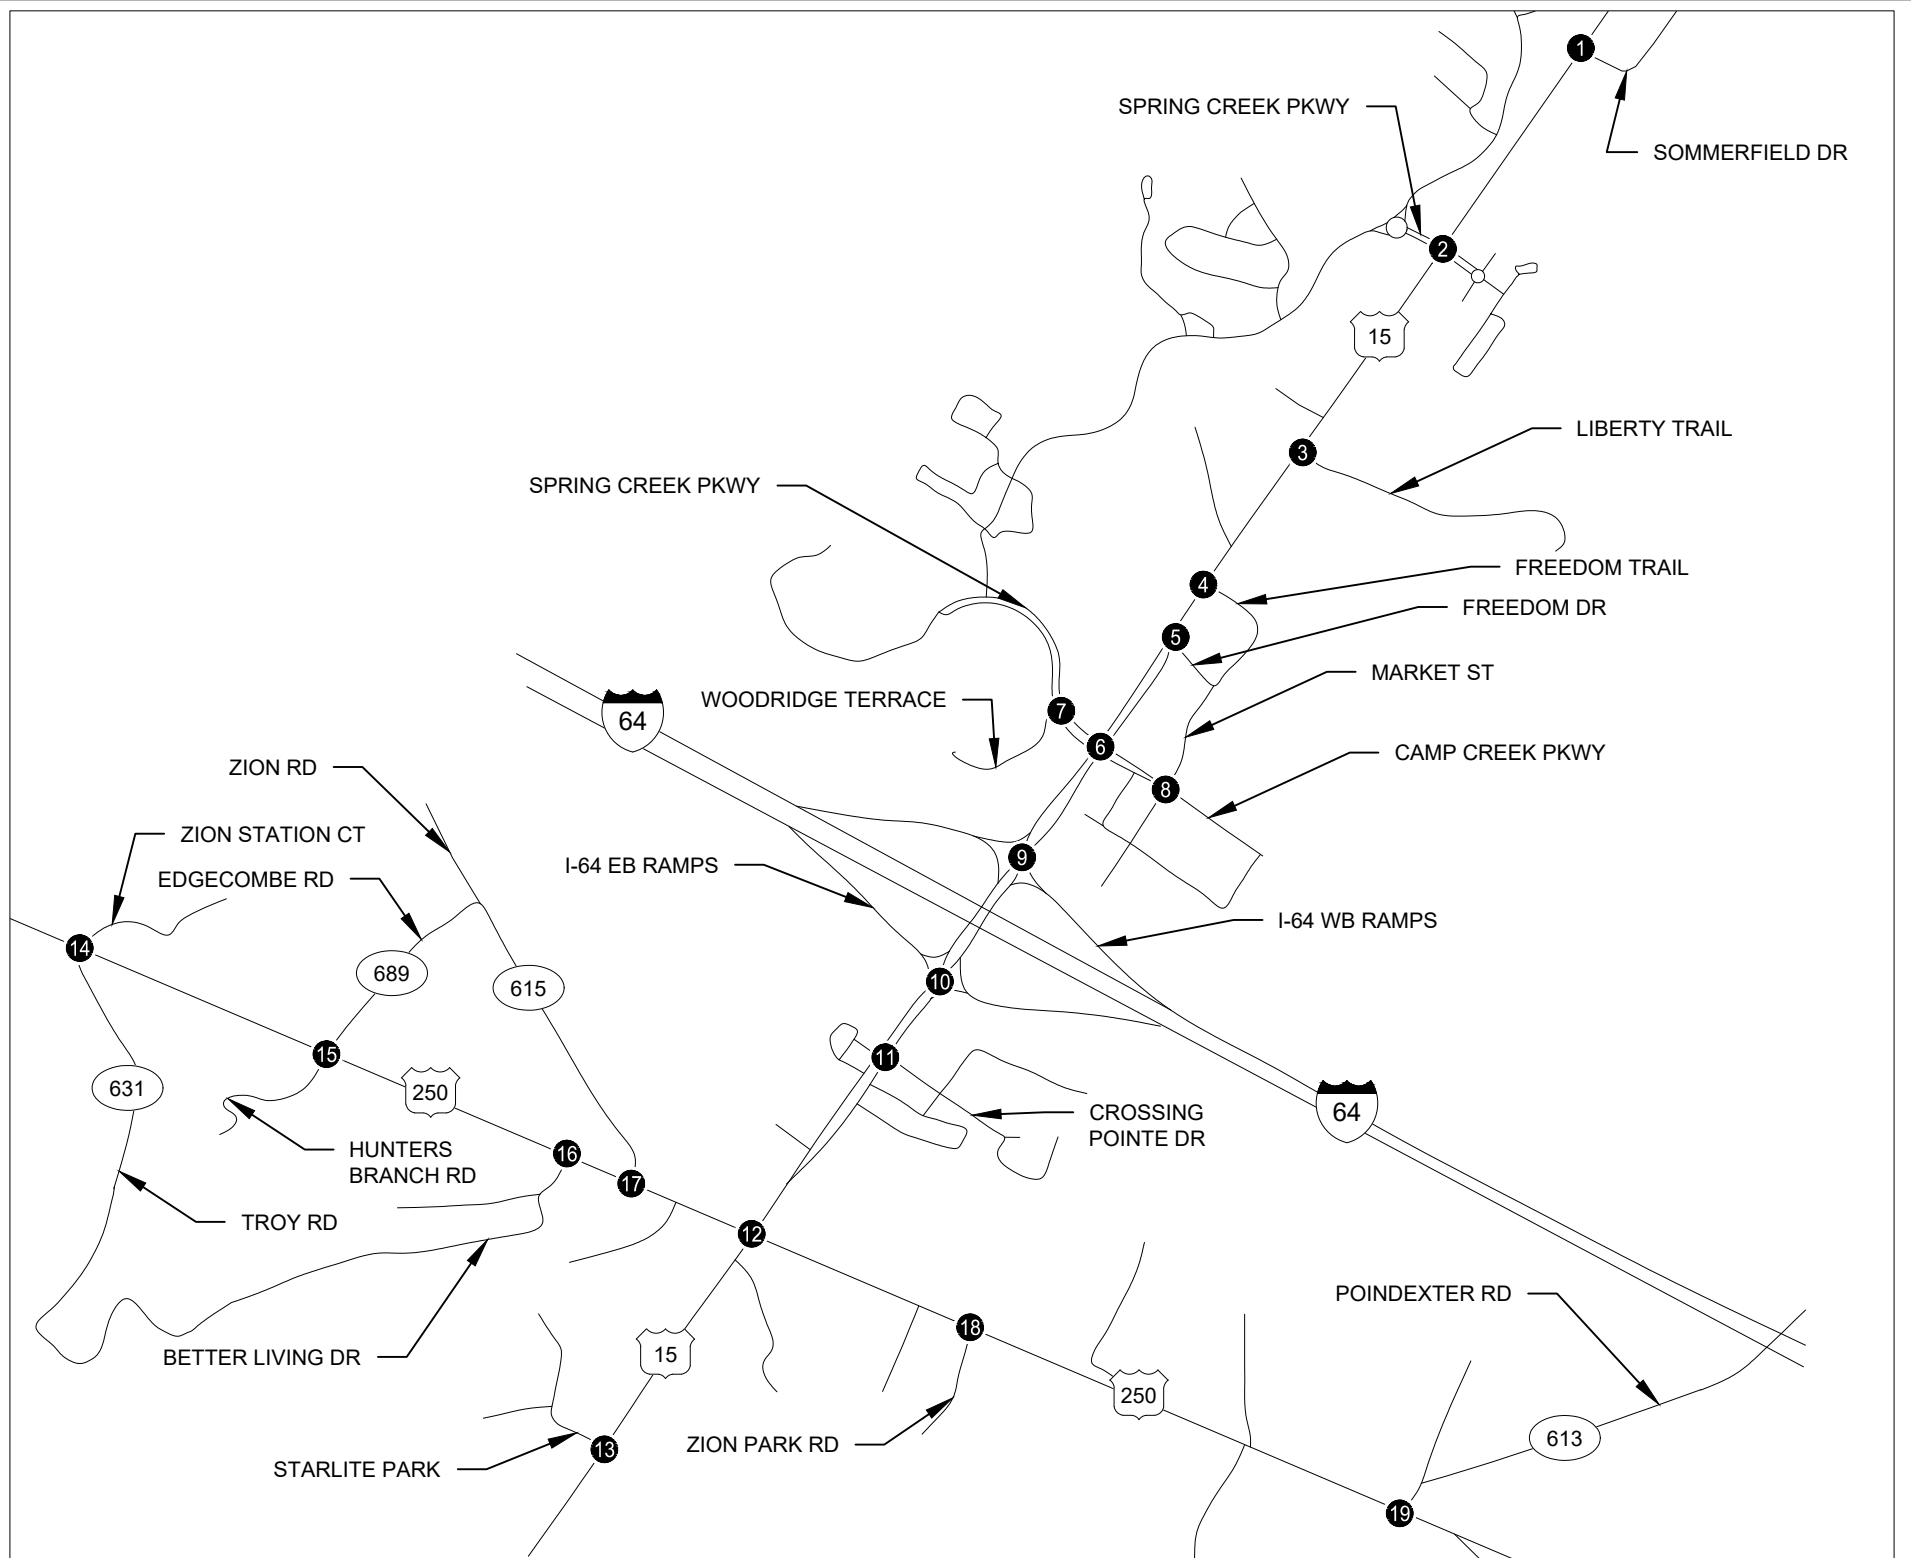 1
SPRING CREEK PKWY
SOMMERFIELD DR
2
15
LIBERTY TRAIL
3
SPRING CREEK PKWY
FREEDOM TRAIL
4
FREEDOM DR
5
MARKET ST
WOODRIDGE TERRACE
7
64
6
CAMP CREEK PKWY
ZION RD
8
ZION STATION CT
9
I-64 EB RAMPS
EDGECOMBE RD
I-64 WB RAMPS
14
689
10
615
15
11
631
250
64
CROSSING
POINTE DR
HUNTERS
BRANCH RD
16
17
TROY RD
12
POINDEXTER RD
18
15
BETTER LIVING DR
250
613
ZION PARK RD
13
STARLITE PARK
19